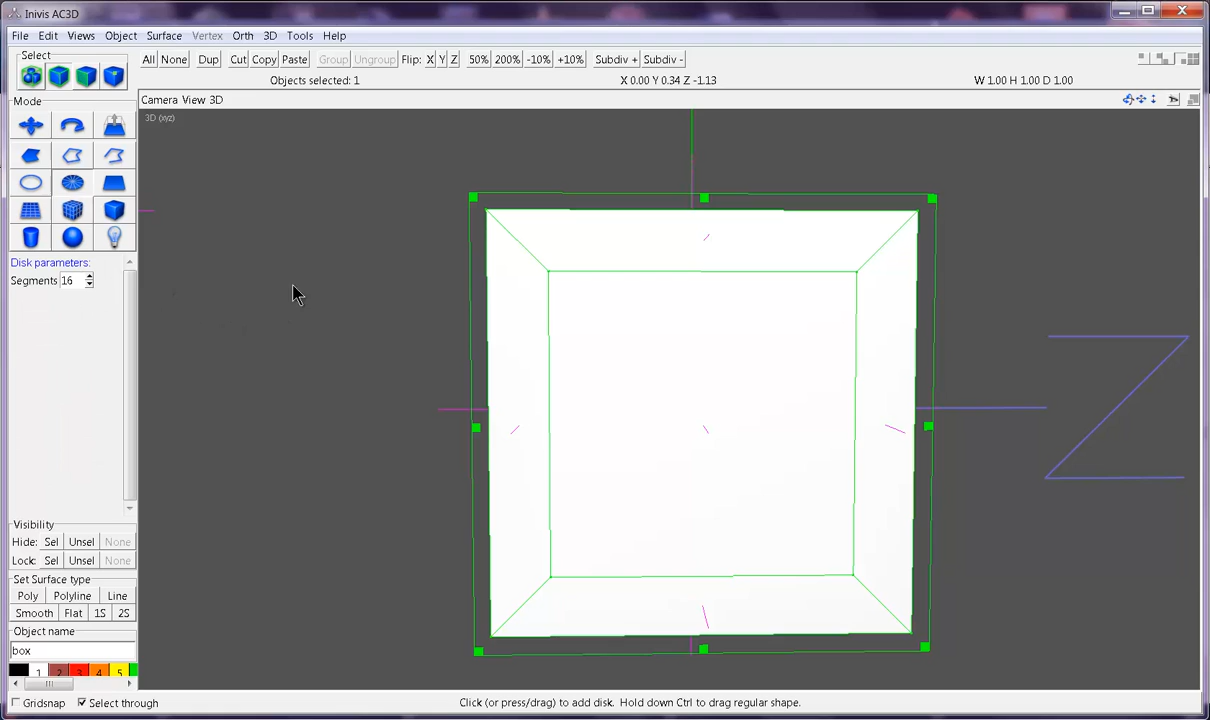 Inivis AC3D
File Edit Views Object Surface Vertex Orth 3D Tools Help
Select
All None Dup Cut Copy Paste Group Ungroup Flip: X Y Z 50% 200% -10% +10% Subdiv + Subdiv -
Objects selected: 1 X 0.00 Y 0.34 Z -1.13 W 1.00 H 1.00 D 1.00
Mode
Camera View 3D
3D (xyz)
Disk parameters:
Segments 16
Z
Visibility
Hide: Sel Unsel None
Lock: Sel Unsel None
Set Surface type
Poly Polyline Line
Smooth Flat 1S 2S
Object name
box
1 2 3 4 5
Gridsnap Select through Click (or press/drag) to add disk. Hold down Ctrl to drag regular shape.